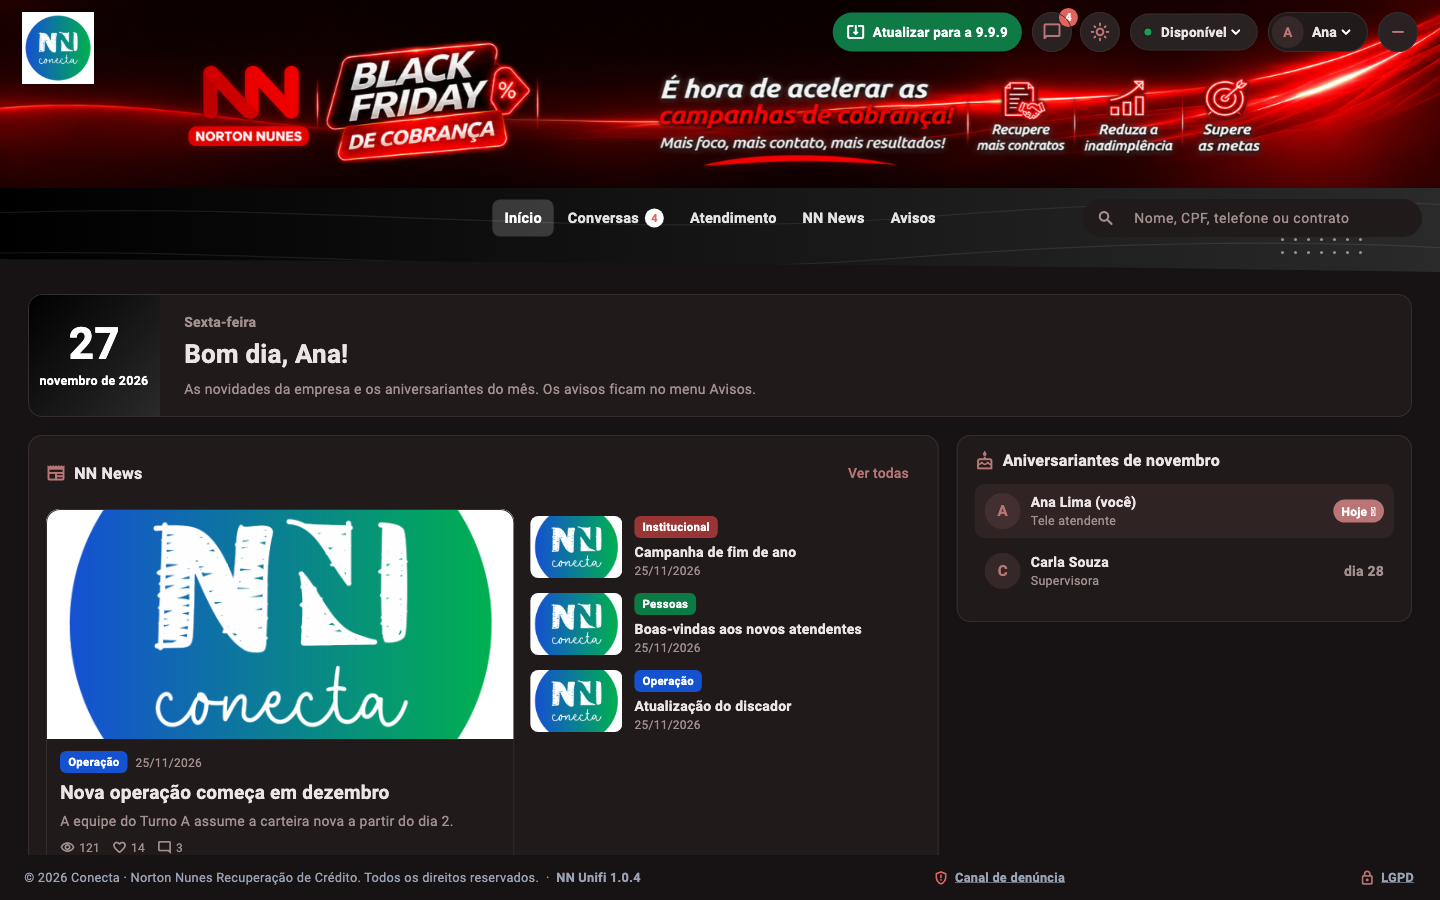 NN
conecta
Atualizar para a 9.9.9
4
Disponível
A
Ana
NN
NORTON NUNES
BLACK
FRIDAY
%
DE COBRANÇA
É hora de acelerar as
campanhas de cobrança!
Mais foco, mais contato, mais resultados!
Recupere
mais contratos
Reduza a
inadimplência
Supere
as metas
Início
Conversas 4
Atendimento
NN News
Avisos
Nome, CPF, telefone ou contrato
27
novembro de 2026
Sexta-feira
Bom dia, Ana!
As novidades da empresa e os aniversariantes do mês. Os avisos ficam no menu Avisos.
NN News
Ver todas
NN
conecta
Operação 25/11/2026
Nova operação começa em dezembro
A equipe do Turno A assume a carteira nova a partir do dia 2.
121 14 3
NN
conecta
Institucional
Campanha de fim de ano
25/11/2026
NN
conecta
Pessoas
Boas-vindas aos novos atendentes
25/11/2026
NN
conecta
Operação
Atualização do discador
25/11/2026
Aniversariantes de novembro
A
Ana Lima (você)
Tele atendente
Hoje
C
Carla Souza
Supervisora
dia 28
© 2026 Conecta · Norton Nunes Recuperação de Crédito. Todos os direitos reservados. · NN Unifi 1.0.4
Canal de denúncia
LGPD